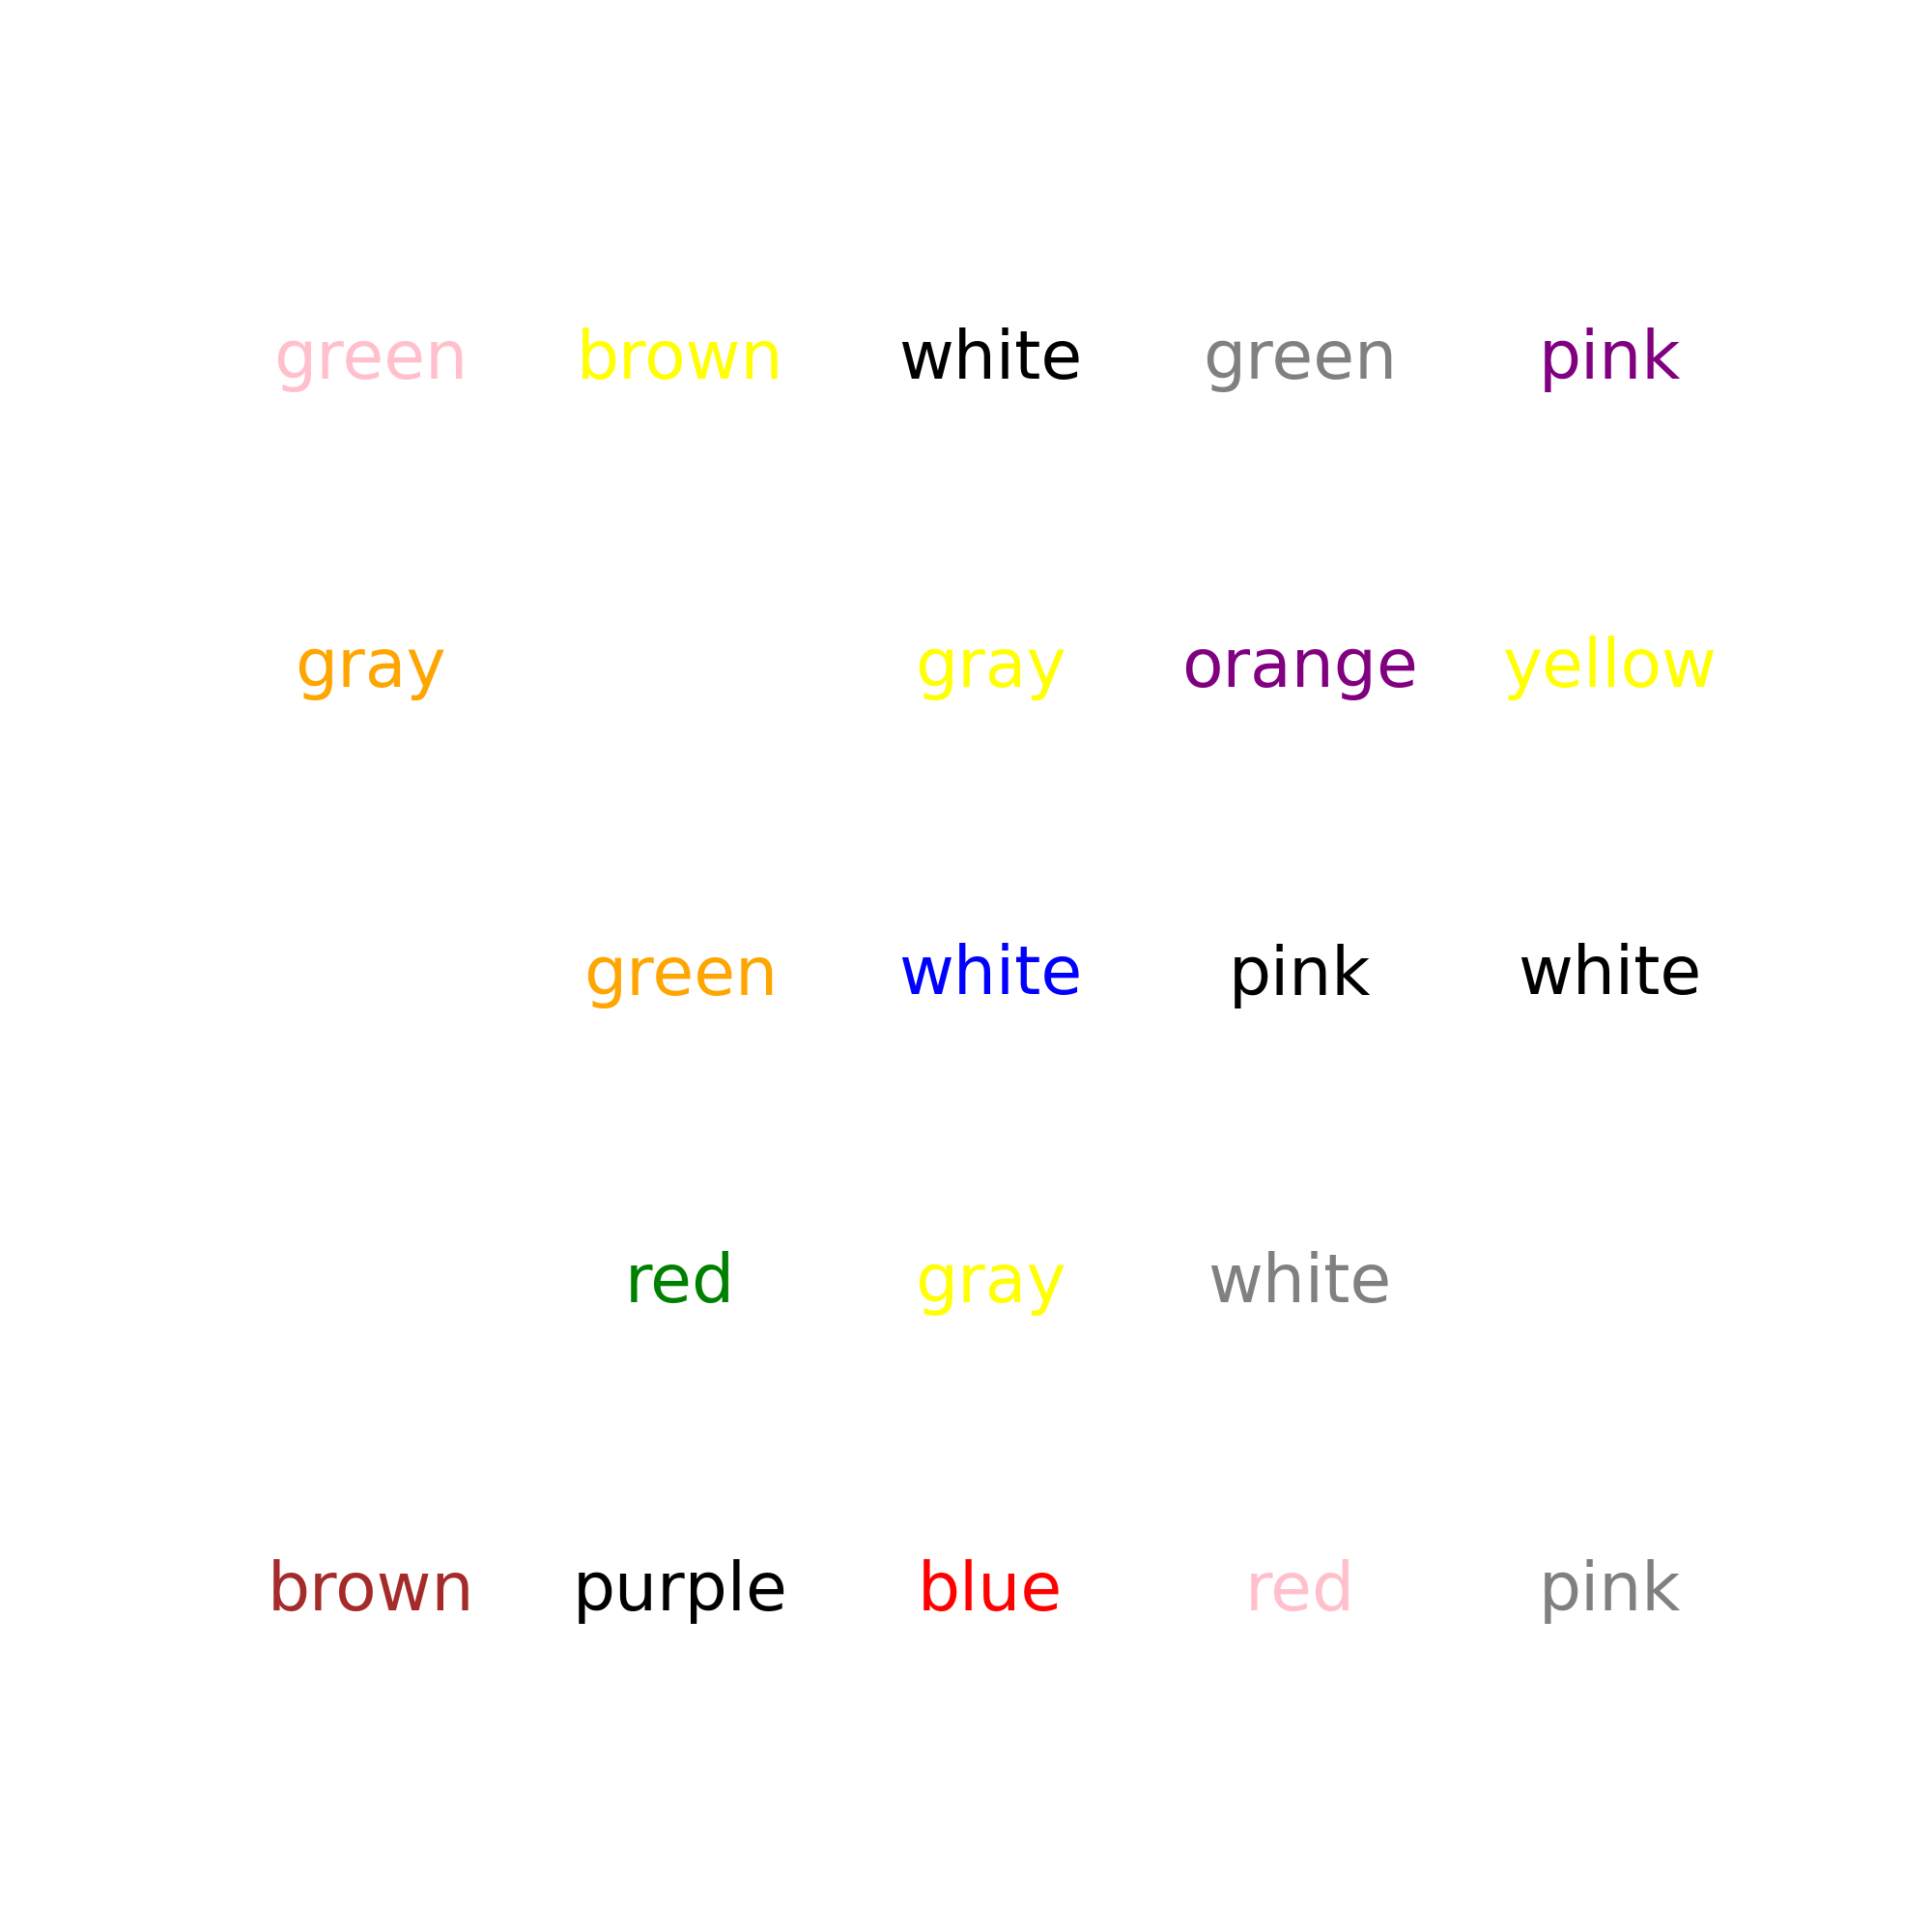 green brown white green pink
gray gray orange yellow
green white pink white
red gray white
brown purple blue red pink